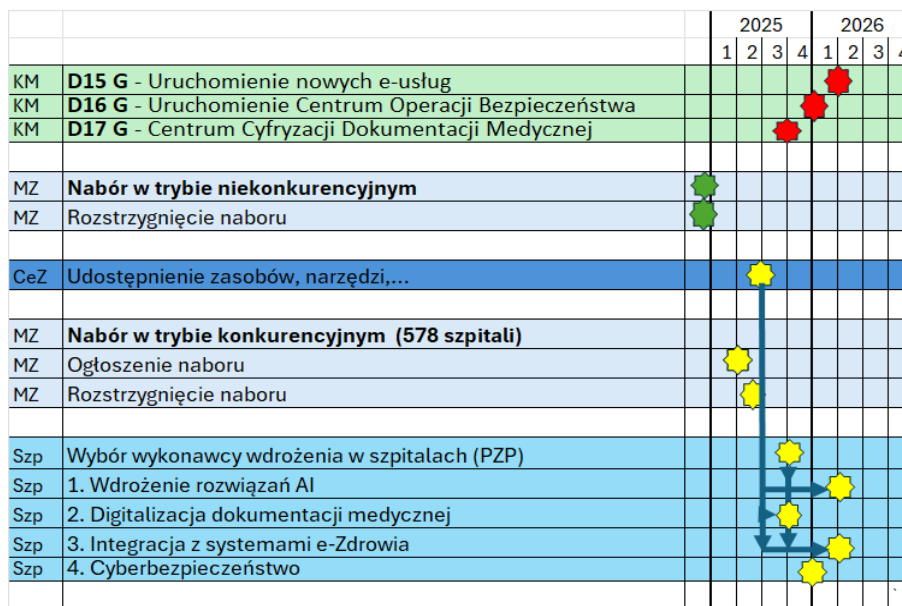 2025 2026
1 2 3 4 1 2 3 4
KM D15 G - Uruchomienie nowych e-usług
KM D16 G - Uruchomienie Centrum Operacji Bezpieczeństwa
KM D17 G - Centrum Cyfryzacji Dokumentacji Medycznej
MZ Nabór w trybie niekonkurencyjnym
MZ Rozstrzygnięcie naboru
CeZ Udostępnienie zasobów, narzędzi,...
MZ Nabór w trybie konkurencyjnym (578 szpitali)
MZ Ogłoszenie naboru
MZ Rozstrzygnięcie naboru
Szp Wybór wykonawcy wdrożenia w szpitalach (PZP)
Szp 1. Wdrożenie rozwiązań AI
Szp 2. Digitalizacja dokumentacji medycznej
Szp 3. Integracja z systemami e-Zdrowia
Szp 4. Cyberbezpieczeństwo